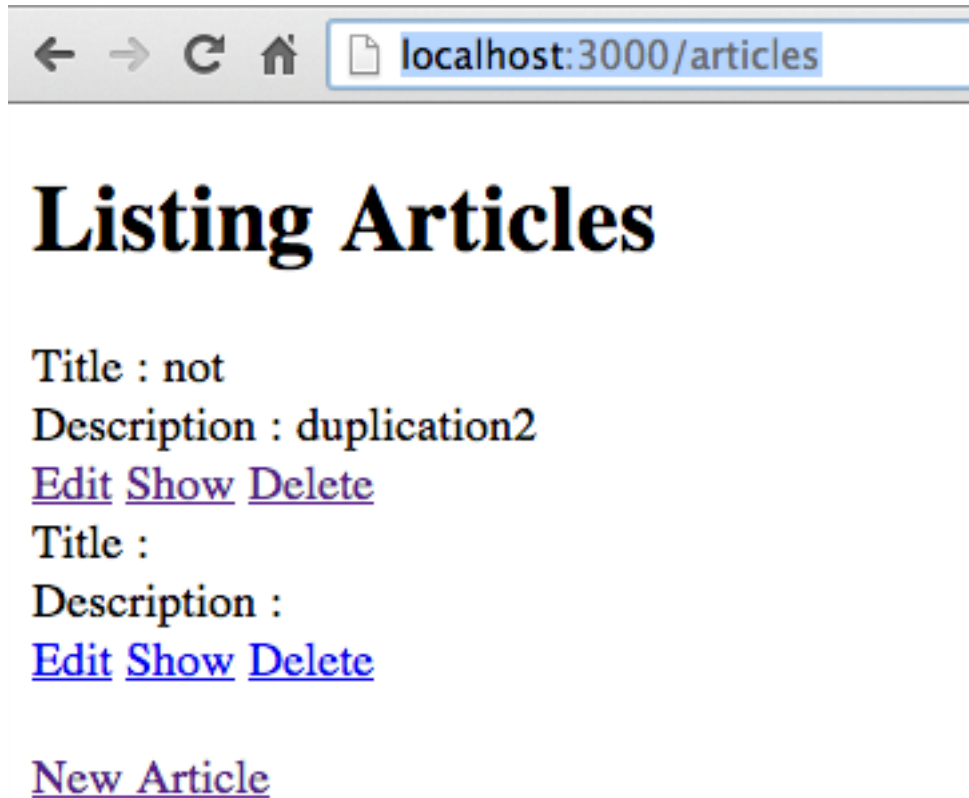 localhost:3000/articles
Listing Articles
Title : not
Description : duplication2
Edit Show Delete
Title :
Description :
Edit Show Delete
New Article